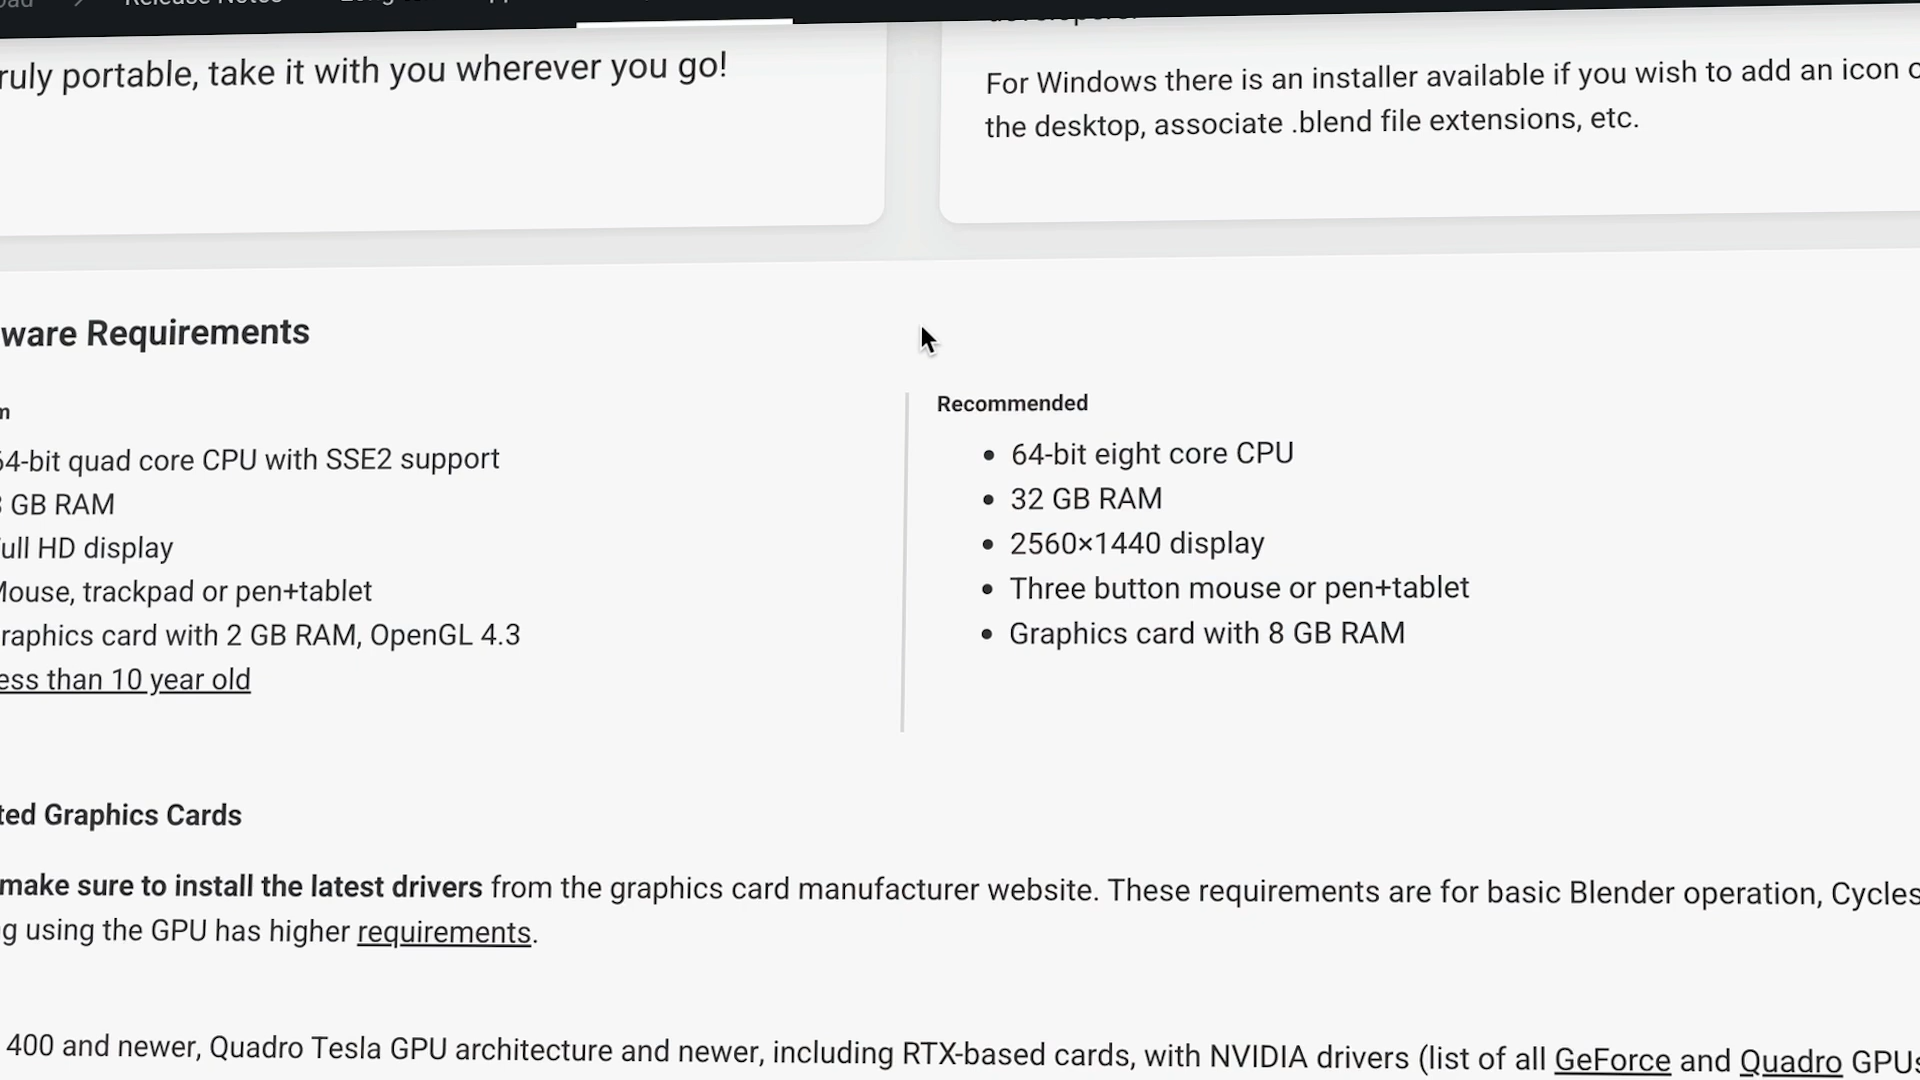 Release Notes
ruly portable, take it with you wherever you go!
For Windows there is an installer available if you wish to add an icon
the desktop, associate .blend file extensions, etc.
ware Requirements
64-bit quad core CPU with SSE2 support
GB RAM
full HD display
Mouse, trackpad or pen+tablet
raphics card with 2 GB RAM, OpenGL 4.3
less than 10 year old
Recommended
• 64-bit eight core CPU
• 32 GB RAM
• 2560×1440 display
• Three button mouse or pen+tablet
• Graphics card with 8 GB RAM
ted Graphics Cards
make sure to install the latest drivers from the graphics card manufacturer website. These requirements are for basic Blender operation, Cycles
g using the GPU has higher requirements.
400 and newer, Quadro Tesla GPU architecture and newer, including RTX-based cards, with NVIDIA drivers (list of all GeForce and Quadro GPUs